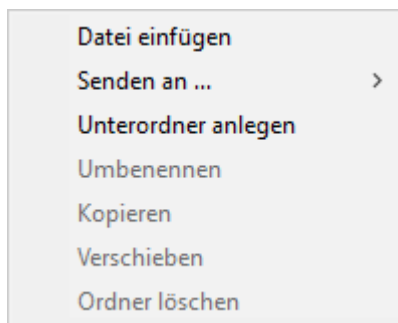 Datei einfügen
Senden an ...
Unterordner anlegen
Umbenennen
Kopieren
Verschieben
Ordner löschen